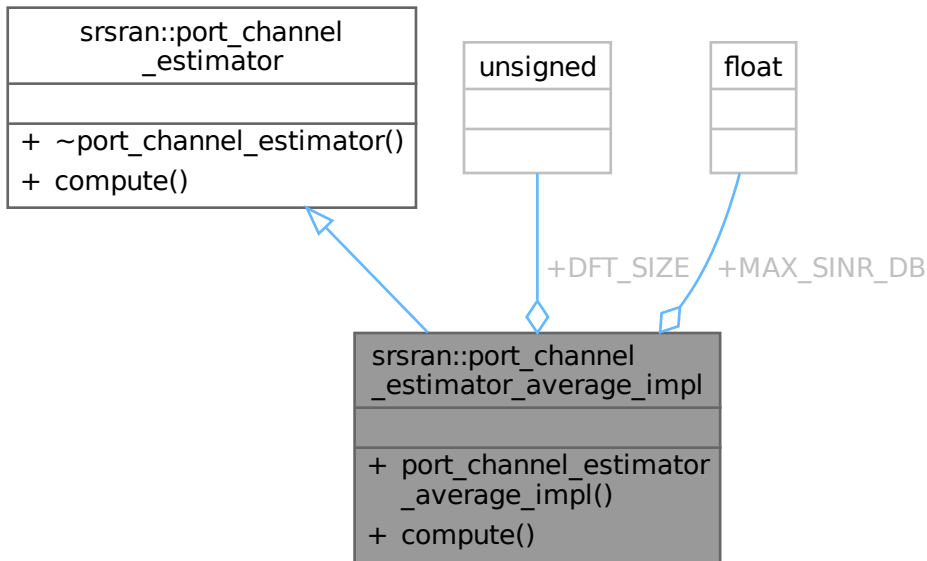 srsran::port_channel
_estimator
+ ~port_channel_estimator()
+ compute()
unsigned
float
+DFT_SIZE
+MAX_SINR_DB
srsran::port_channel
_estimator_average_impl
+ port_channel_estimator
_average_impl()
+ compute()